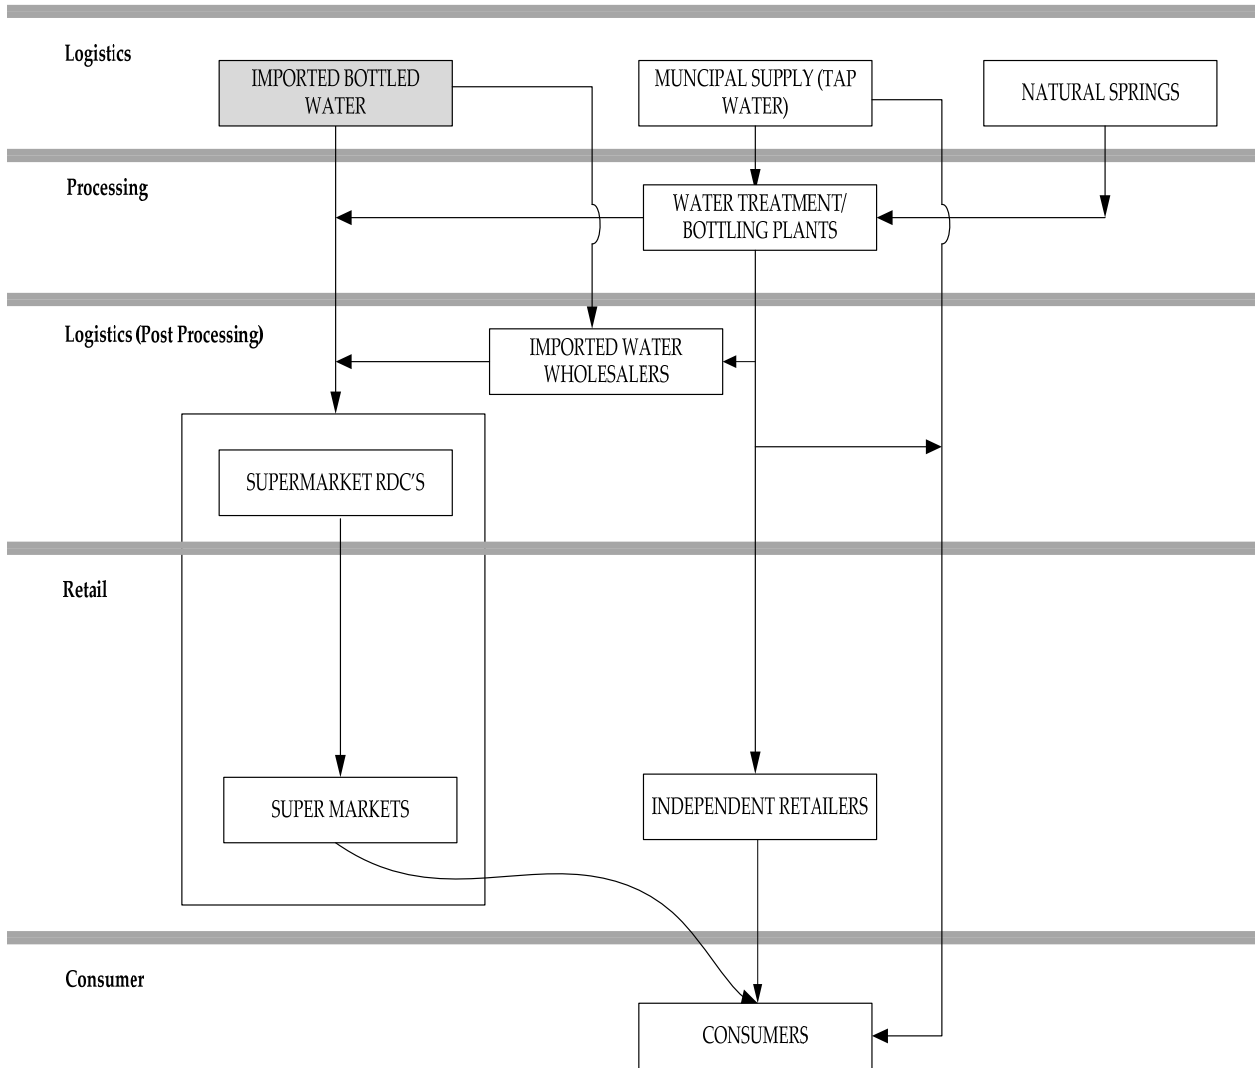 Logistics
IMPORTED BOTTLED
WATER
MUNCIPAL SUPPLY (TAP
WATER)
NATURAL SPRINGS
Processing
WATER TREATMENT/
BOTTLING PLANTS
Logistics (Post Processing)
IMPORTED WATER
WHOLESALERS
SUPERMARKET RDC'S
Retail
SUPER MARKETS
INDEPENDENT RETAILERS
Consumer
CONSUMERS